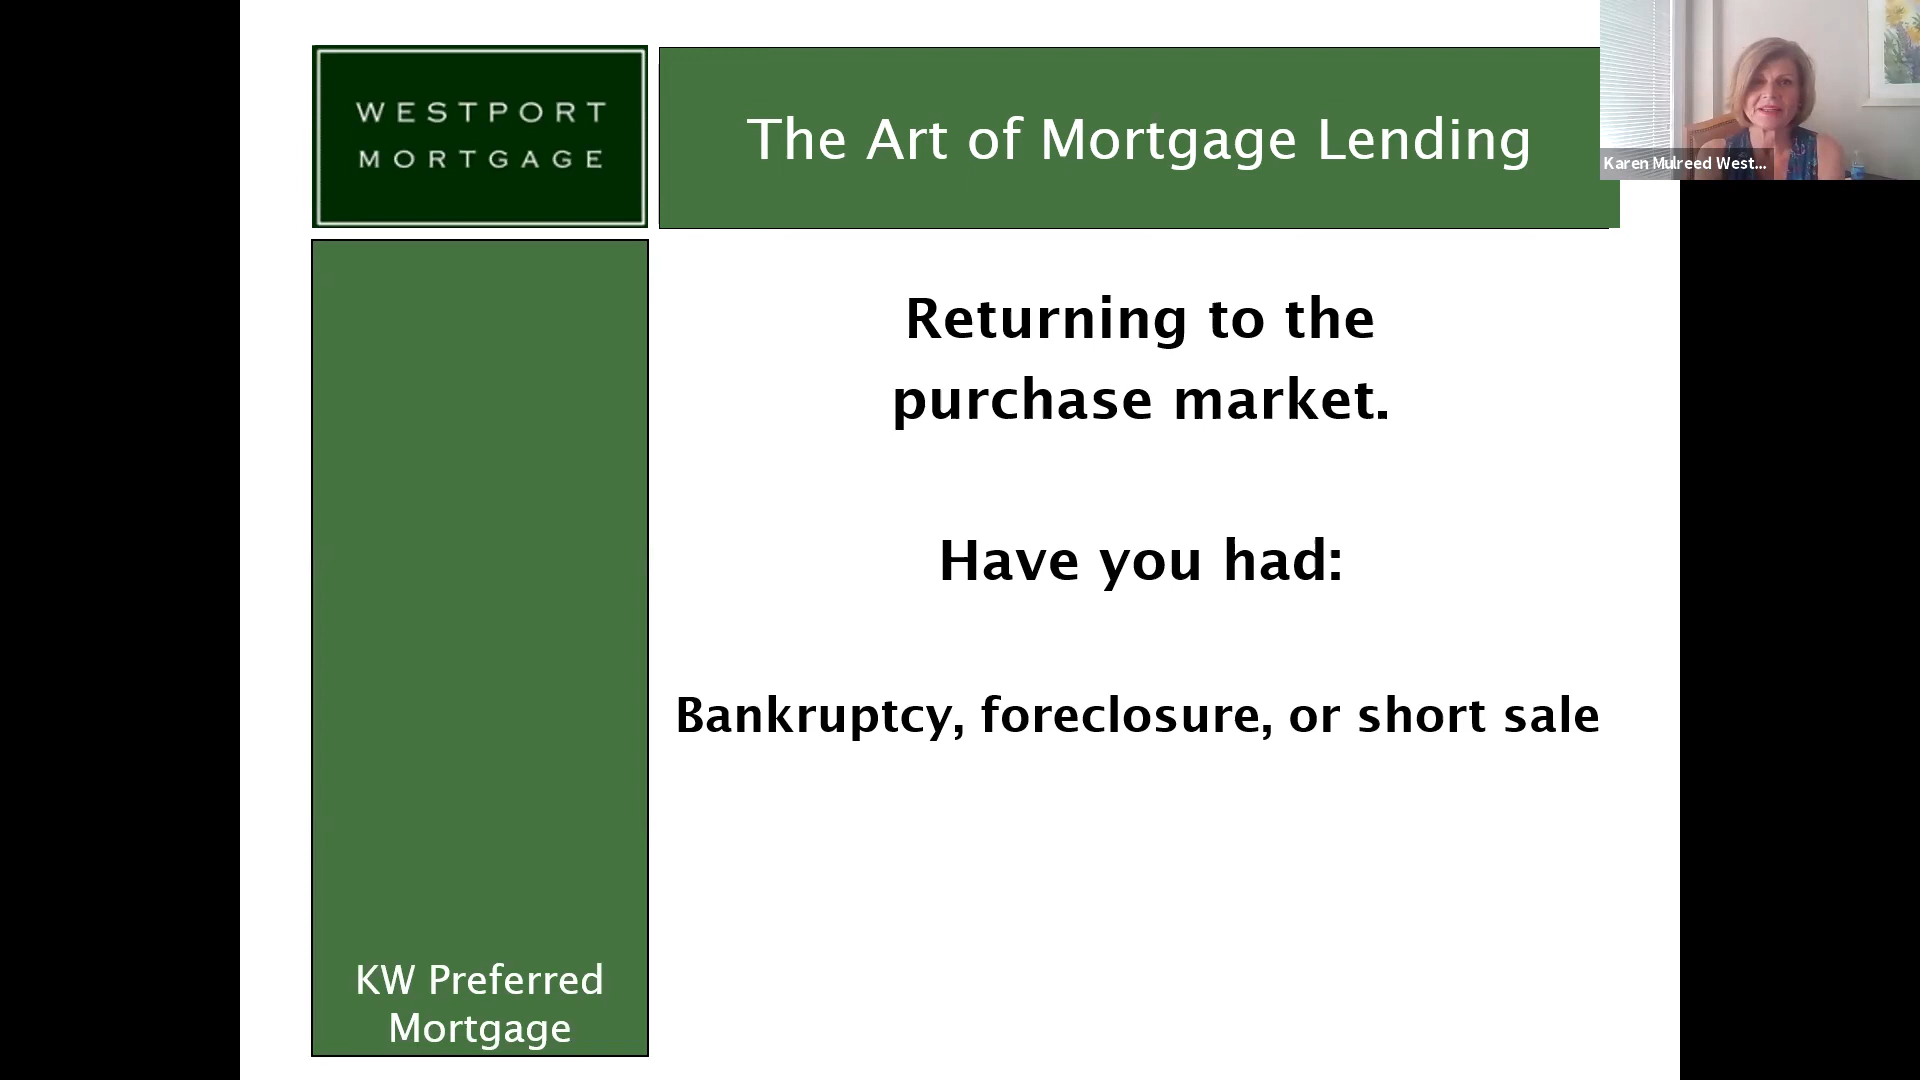 WESTPORT
MORTGAGE
The Art of Mortgage Lending
Karen Mulreed West...
Returning to the
purchase market.
Have you had:
Bankruptcy, foreclosure, or short sale
KW Preferred
Mortgage